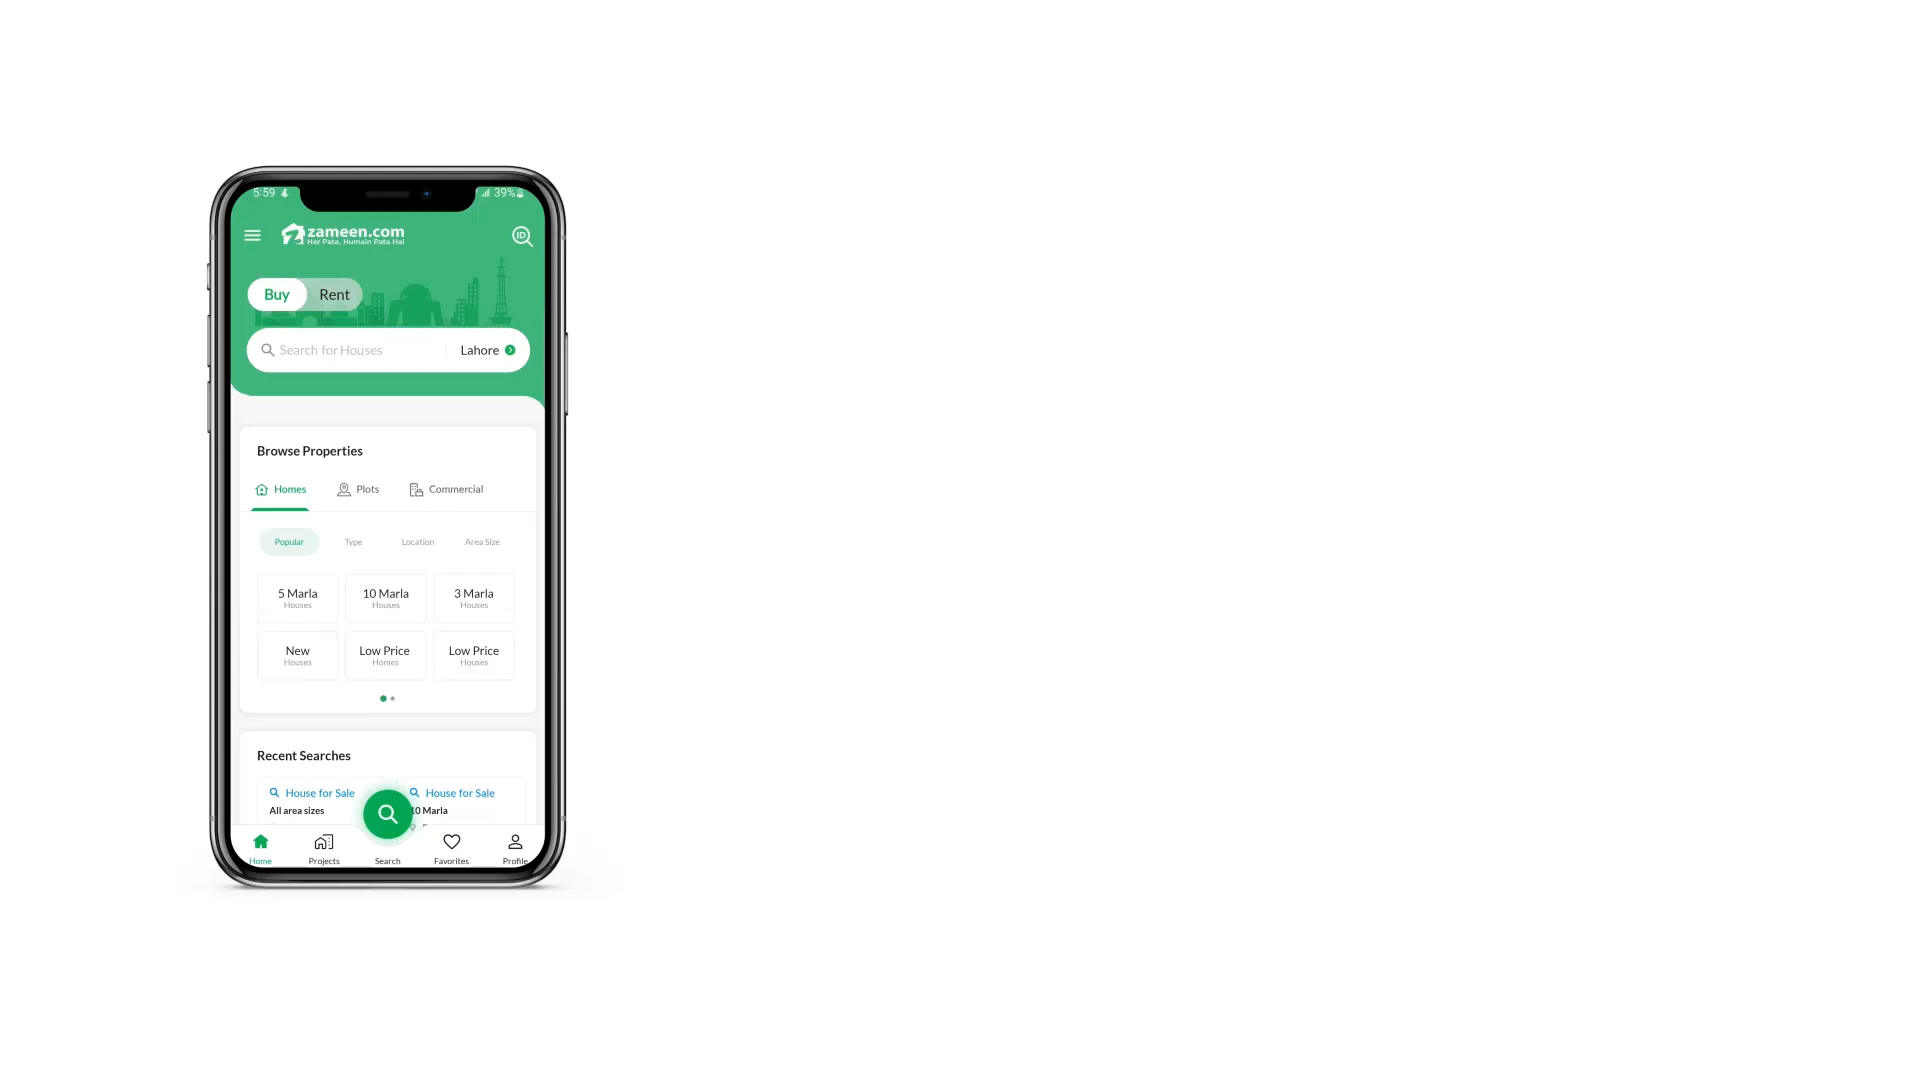 5:59 39%
zameen.com
Har Pata, Humain Pata Hai
ID
Buy Rent
Search for Houses Lahore
Browse Properties
Homes Plots Commercial
Popular Type Location Area Size
5 Marla 10 Marla 3 Marla
Houses Houses Houses
New Low Price Low Price
Houses Homes Houses
Recent Searches
House for Sale House for Sale
All area sizes 10 Marla
Home Projects Search Favorites Profile